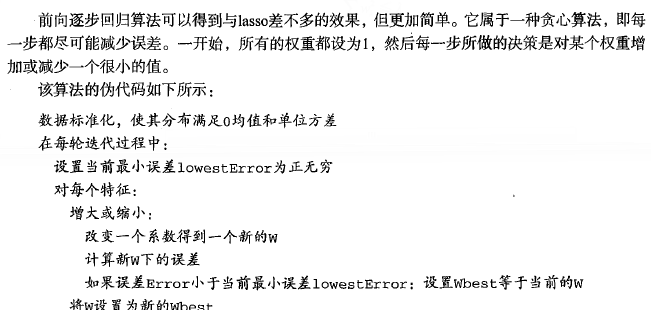 前向逐步回归算法可以得到与lasso差不多的效果，但更加简单。它属于一种贪心算法，即每
一步都尽可能减少误差。一开始，所有的权重都设为1，然后每一步所做的决策是对某个权重增
加或减少一个很小的值。
该算法的伪代码如下所示：
数据标准化，使其分布满足0均值和单位方差
在每轮迭代过程中：
设置当前最小误差lowestError为正无穷
对每个特征：
增大或缩小：
改变一个系数得到一个新的W
计算新W下的误差
如果误差Error小于当前最小误差lowestError：设置Wbest等于当前的W
将W设置为新的Wbest